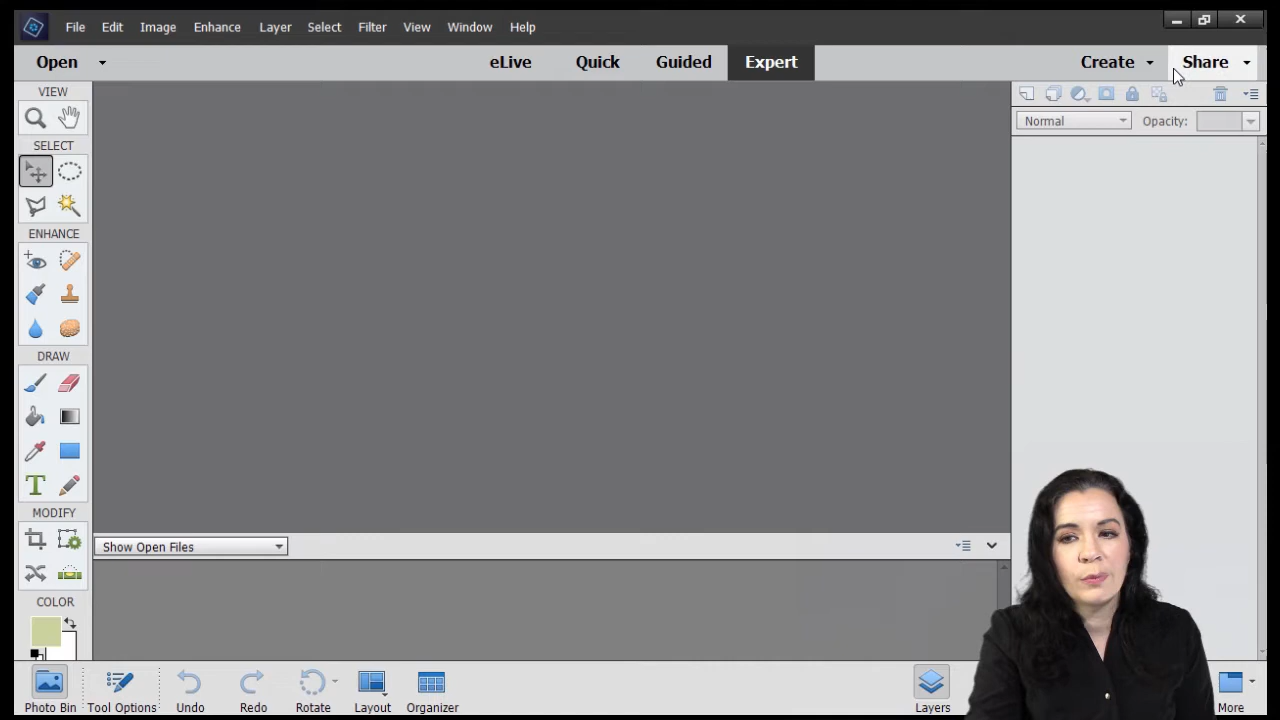 File Edit Image Enhance Layer Select Filter View Window Help
Open eLive Quick Guided Expert Create Share
VIEW
Normal Opacity:
SELECT
ENHANCE
DRAW
MODIFY
Show Open Files
COLOR
Photo Bin Tool Options Undo Redo Rotate Layout Organizer Layers More